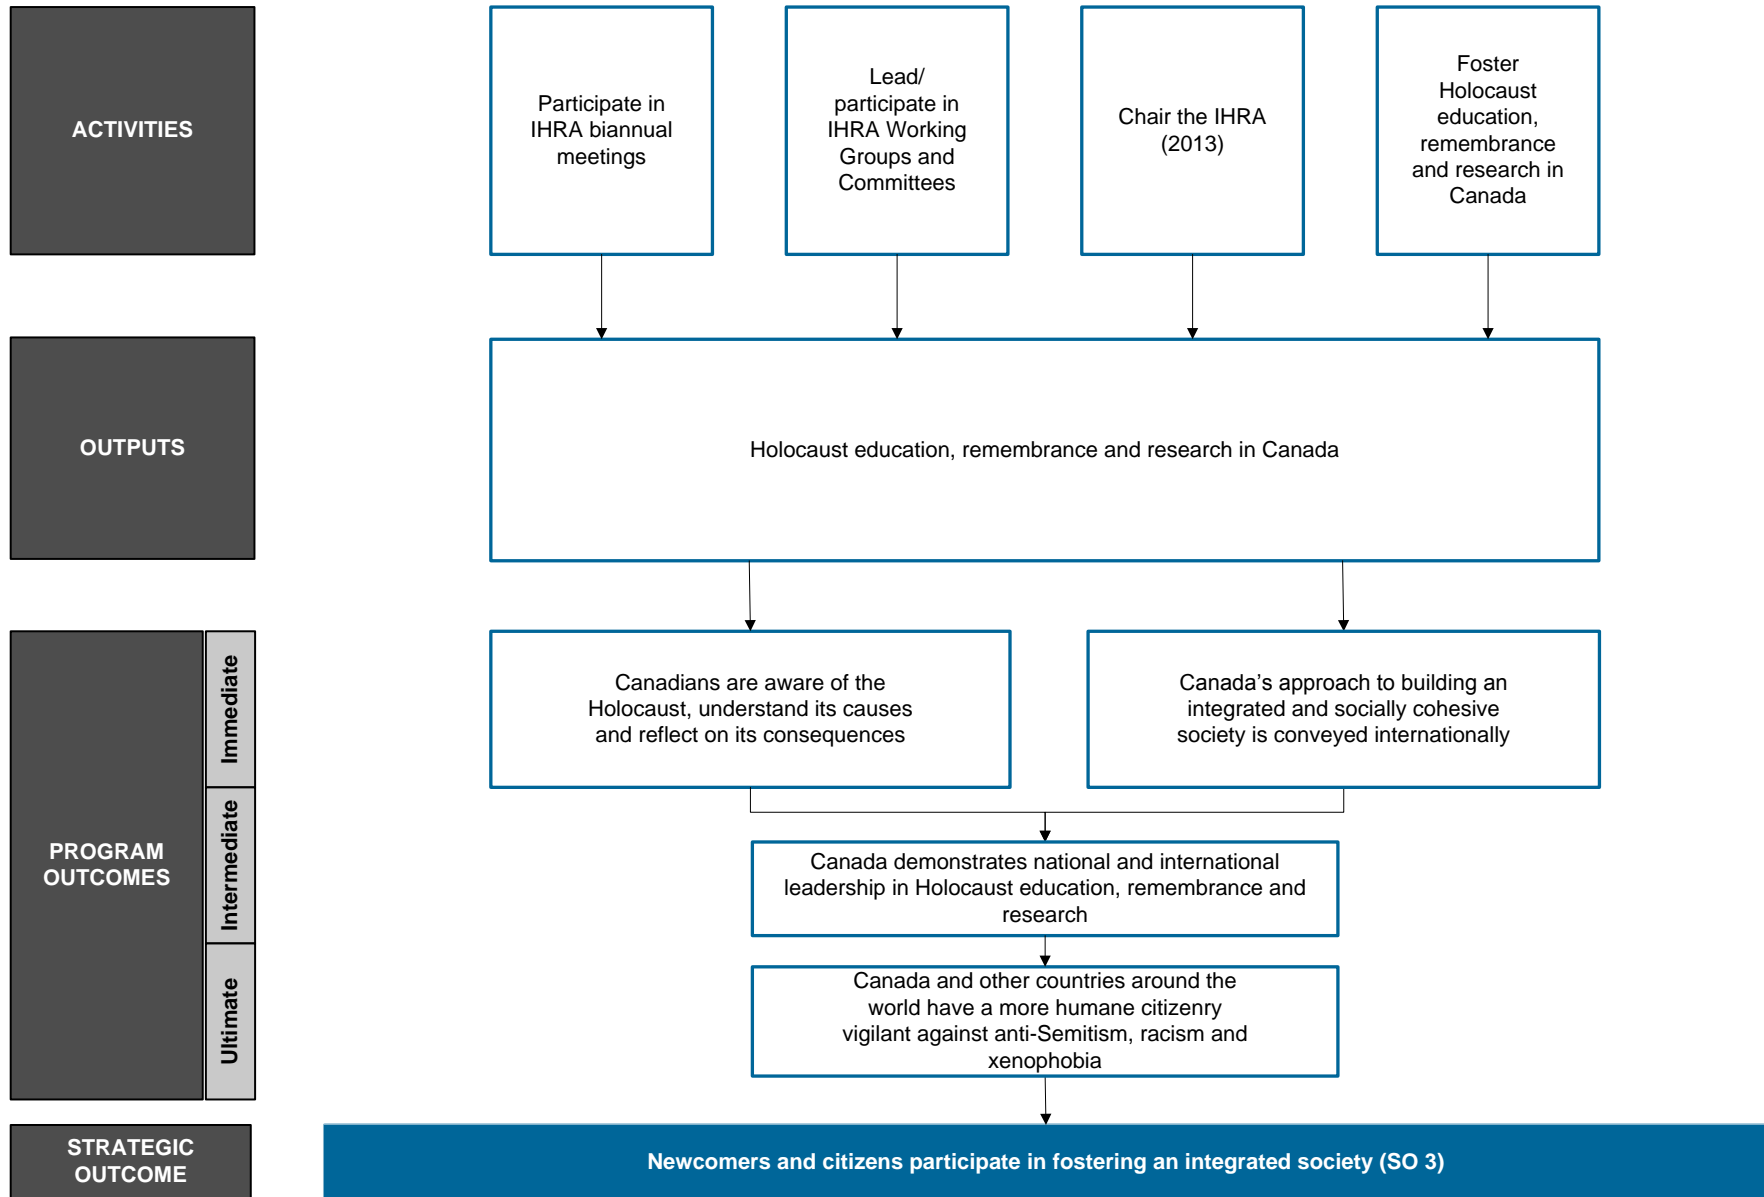 ACTIVITIES
Participate in
IHRA biannual
meetings
Lead/
participate in
IHRA Working
Groups and
Committees
Chair the IHRA
(2013)
Foster
Holocaust
education,
remembrance
and research in
Canada
OUTPUTS
Holocaust education, remembrance and research in Canada
PROGRAM
OUTCOMES
Immediate
Canadians are aware of the
Holocaust, understand its causes
and reflect on its consequences
Canada’s approach to building an
integrated and socially cohesive
society is conveyed internationally
Intermediate
Canada demonstrates national and international
leadership in Holocaust education, remembrance and
research
Ultimate
Canada and other countries around the
world have a more humane citizenry
vigilant against anti-Semitism, racism and
xenophobia
STRATEGIC
OUTCOME
Newcomers and citizens participate in fostering an integrated society (SO 3)